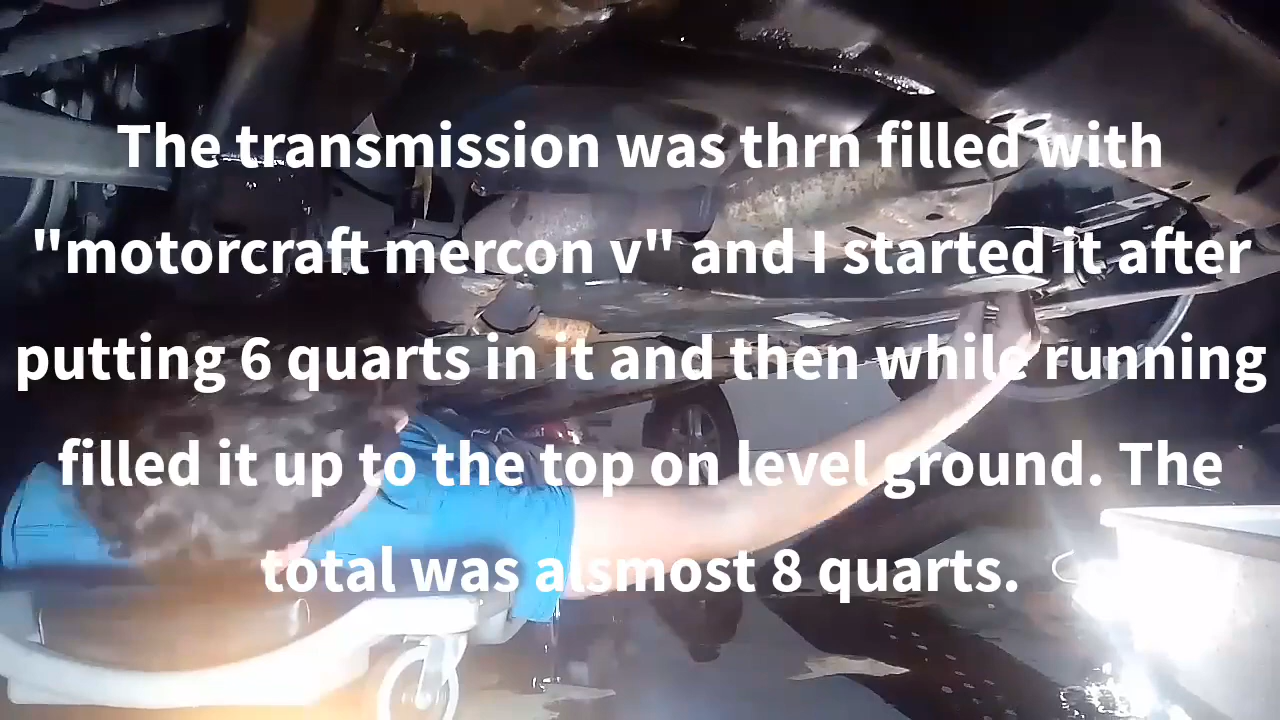 The transmission was thrn filled with
"motorcraft mercon v" and I started it after
putting 6 quarts in it and then while running
filled it up to the top on level ground. The
total was alsmost 8 quarts.